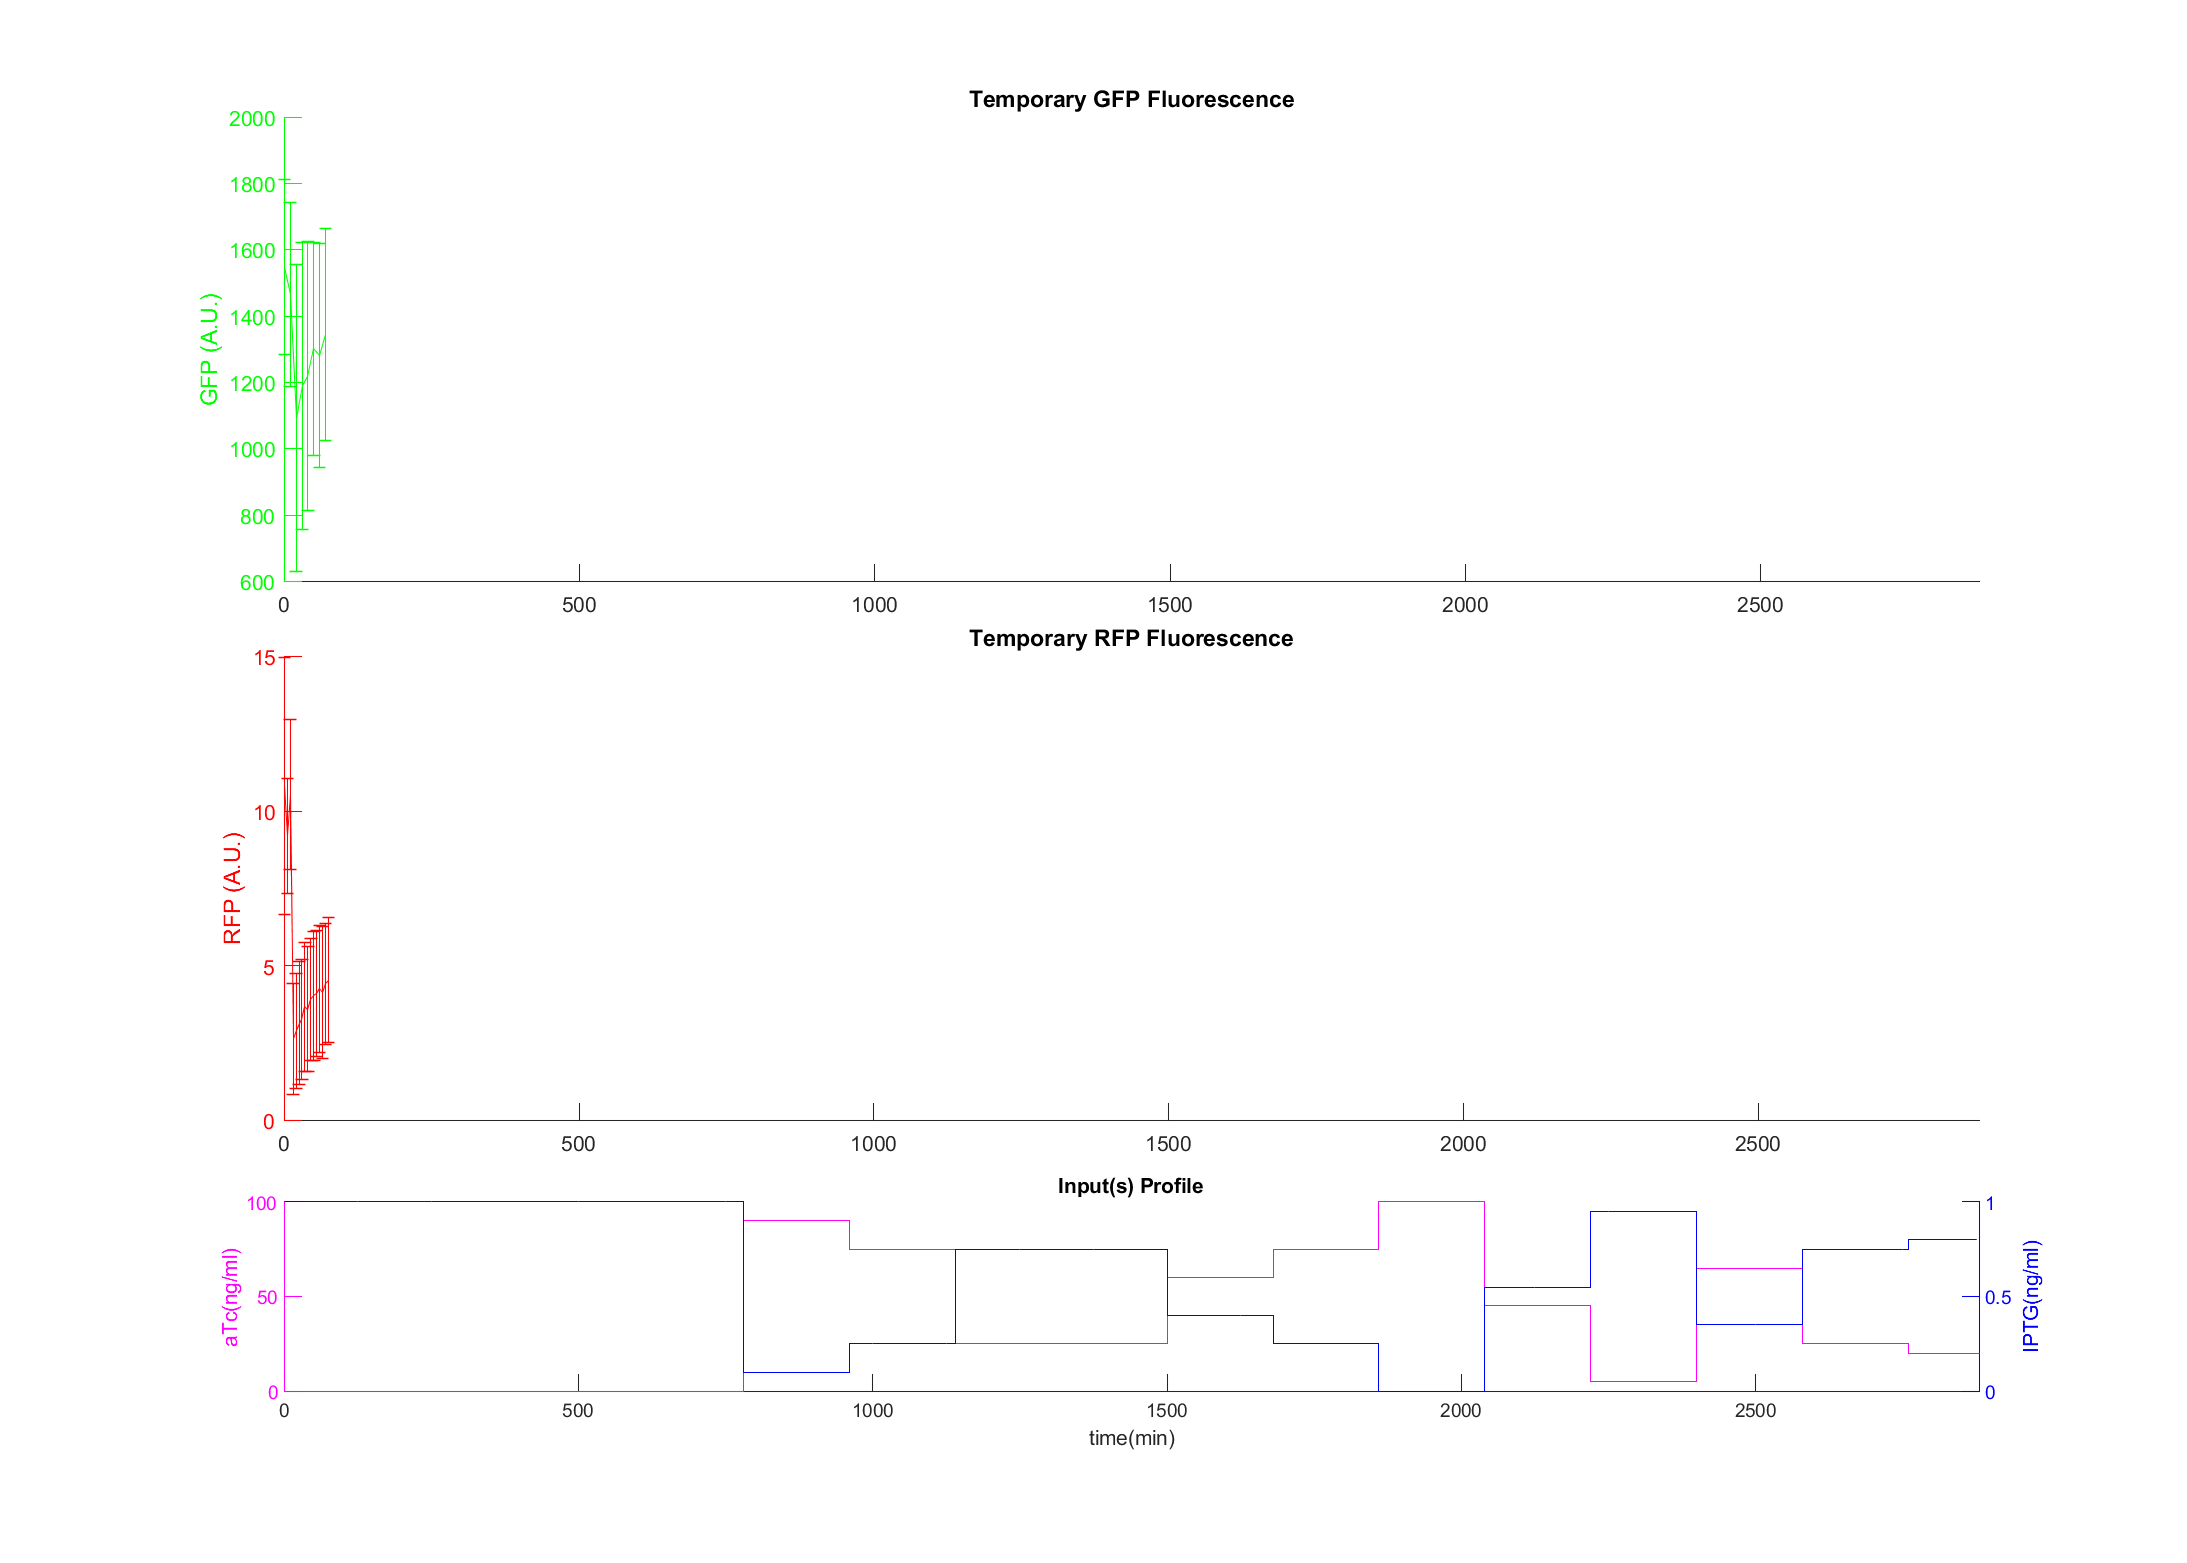 Temporary GFP Fluorescence
2000
1800
1600
1400
1200
1000
800
600
GFP (A.U.)
0 500 1000 1500 2000 2500
Temporary RFP Fluorescence
15
10
5
0
RFP (A.U.)
0 500 1000 1500 2000 2500
Input(s) Profile
100
50
0
aTc(ng/ml)
1
0.5
0
IPTG(ng/ml)
0 500 1000 1500 2000 2500
time(min)